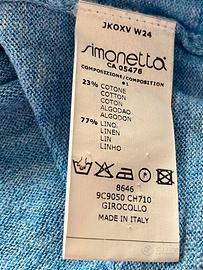 JKOXV W24
simonetta
CA 05476
COMPOSIZIONE/COMPOSITION
23% COTONE
COTTON
COTON
ALGODON
ALGODAO
77% LINO
LINEN
LIN
LINHO
8646
9C9050 CH710
GIROCOLLO
MADE IN ITALY